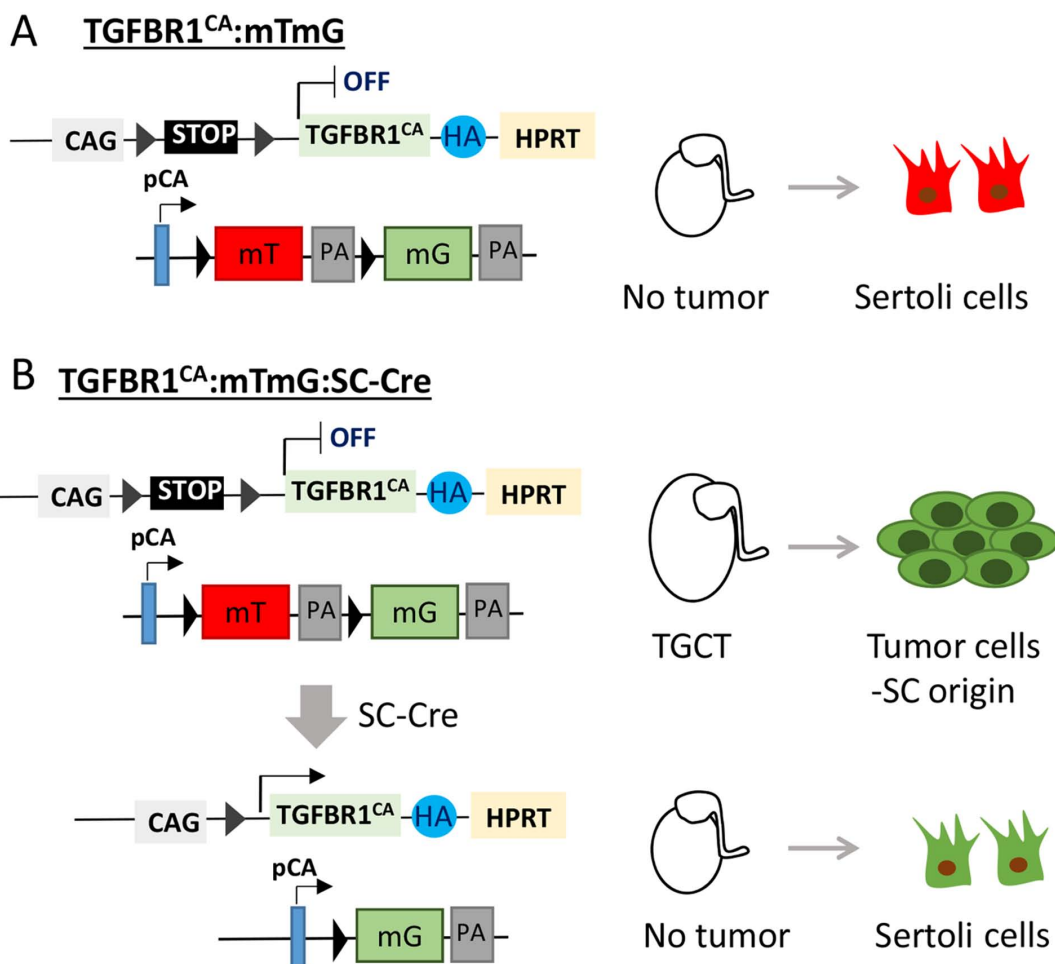 A TGFBR1CA:mTmG
OFF
CAG STOP TGFBR1CA HA HPRT
pCA
mT PA mG PA
No tumor Sertoli cells
B TGFBR1CA:mTmG:SC-Cre
OFF
CAG STOP TGFBR1CA HA HPRT
pCA
mT PA mG PA
TGCT Tumor cells
-SC origin
SC-Cre
CAG TGFBR1CA HA HPRT
pCA
mG PA
No tumor Sertoli cells